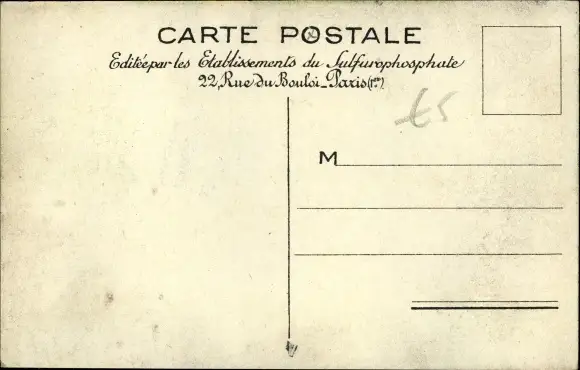 CARTE POSTALE
Editée par les Etablissements du Sulfurophosphate
22, Rue du Bouloi_Paris (1er)
€5
M